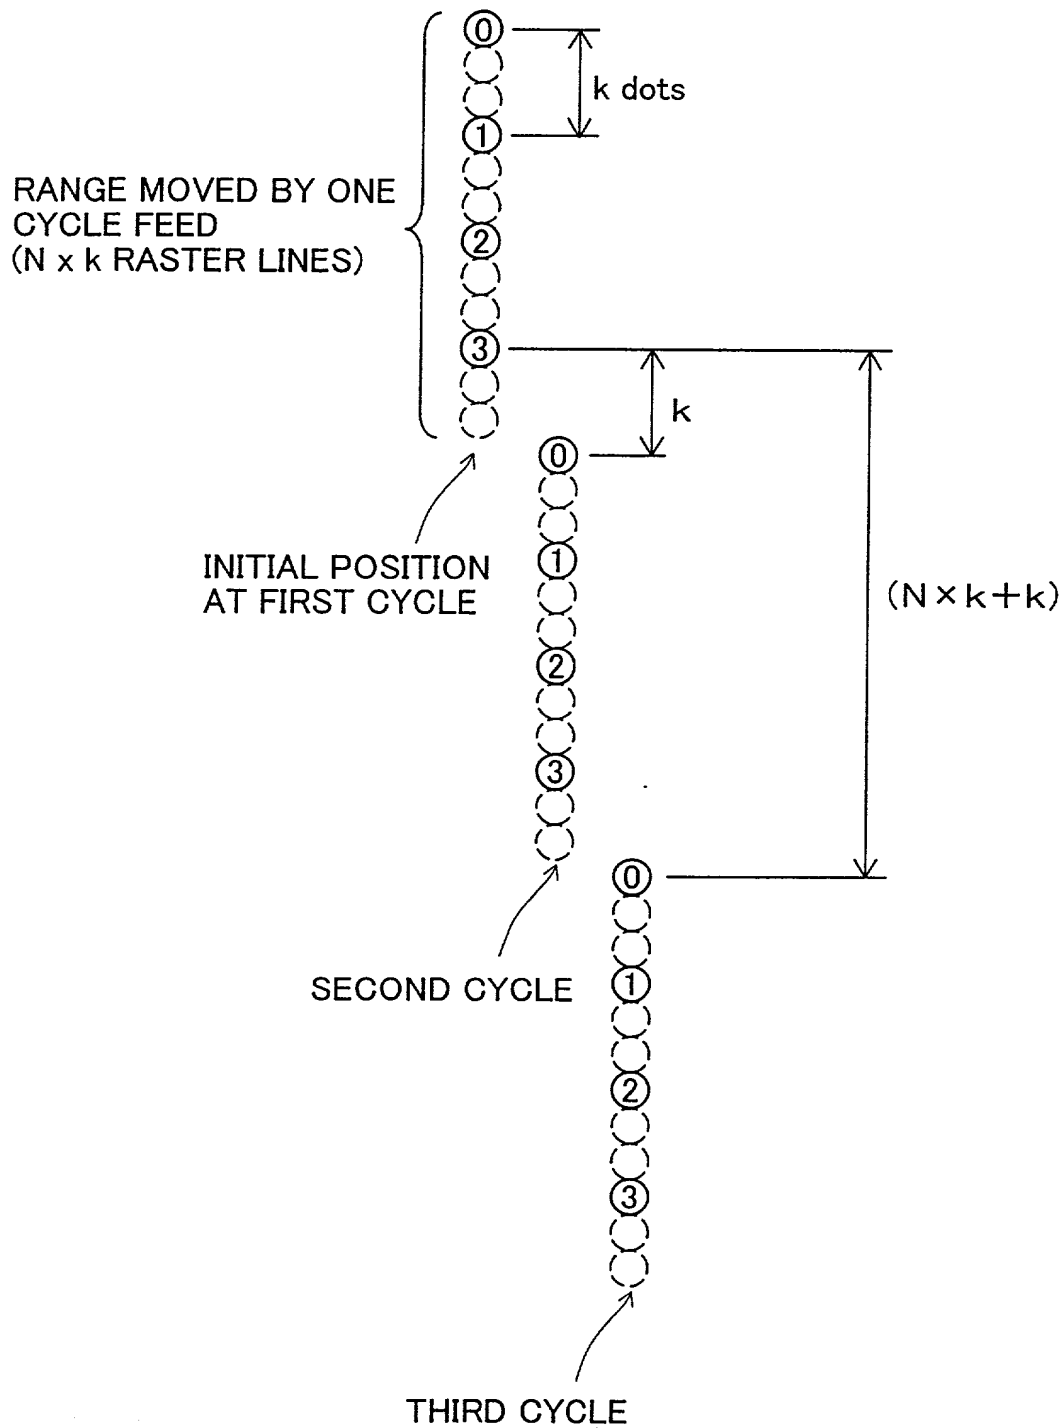 0
k dots
1
RANGE MOVED BY ONE
CYCLE FEED
(N x k RASTER LINES)
2
3
k
0
INITIAL POSITION
AT FIRST CYCLE
1
(N×k+k)
2
3
0
SECOND CYCLE
1
2
3
THIRD CYCLE